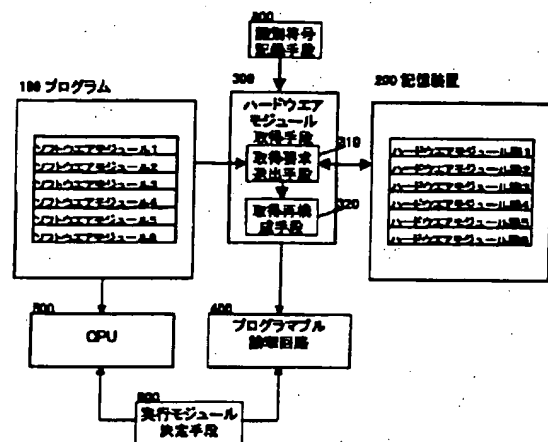 識別符号
記録手段
300
100 プログラム
ハードウエア
モジュール
取得手段
310
取得要求
送出手段
320
取得再構
成手段
200 記憶装置
ソフトウエアモジュール1
ソフトウエアモジュール2
ソフトウエアモジュール3
ソフトウエアモジュール4
ソフトウエアモジュール5
ソフトウエアモジュール6
ハードウエアモジュール群1
ハードウエアモジュール群2
ハードウエアモジュール群3
ハードウエアモジュール群4
ハードウエアモジュール群5
ハードウエアモジュール群6
CPU
400
プログラマブル
論理回路
実行モジュール
決定手段